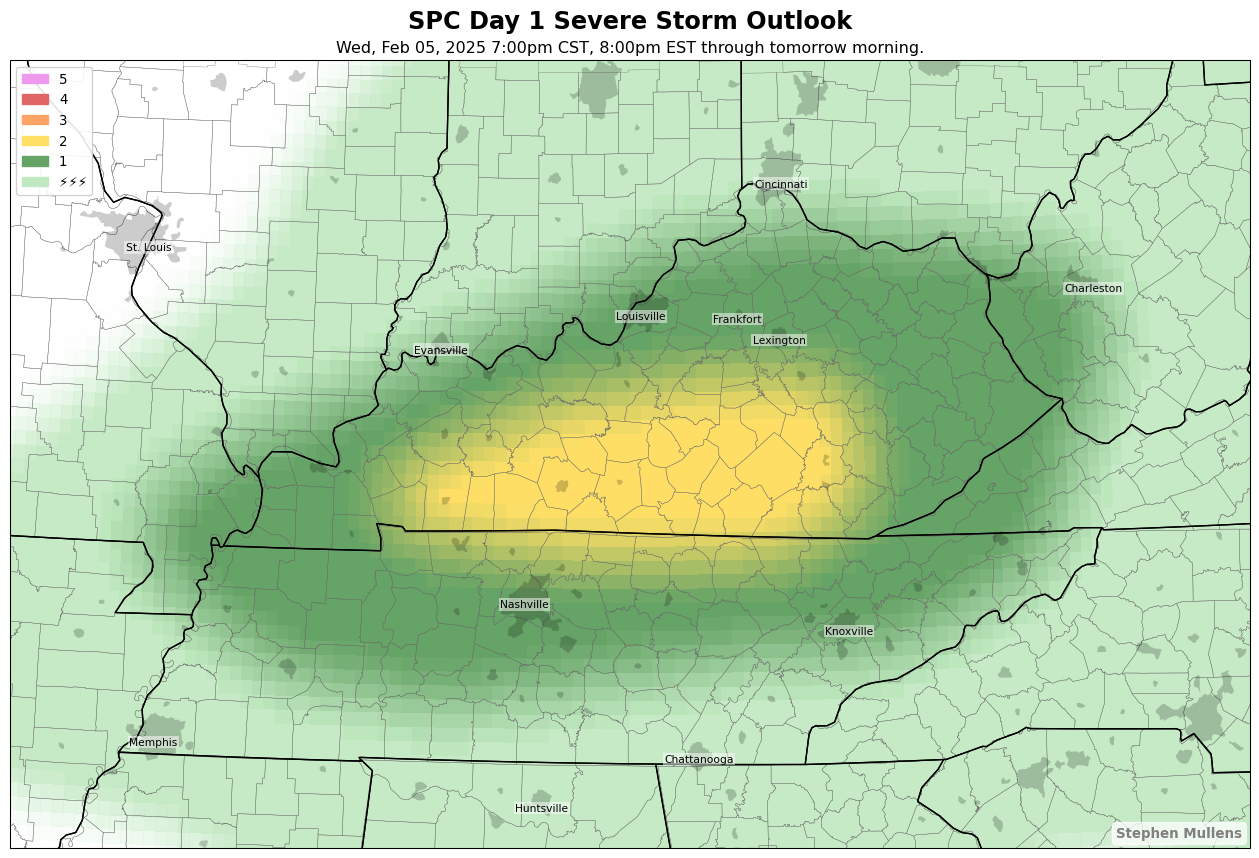 SPC Day 1 Severe Storm Outlook
Wed, Feb 05, 2025 7:00pm CST, 8:00pm EST through tomorrow morning.
5
4
3
2
1
⚡⚡⚡
Cincinnati
St. Louis
Charleston
Louisville
Frankfort
Lexington
Evansville
Nashville
Knoxville
Memphis
Chattanooga
Huntsville
Stephen Mullens